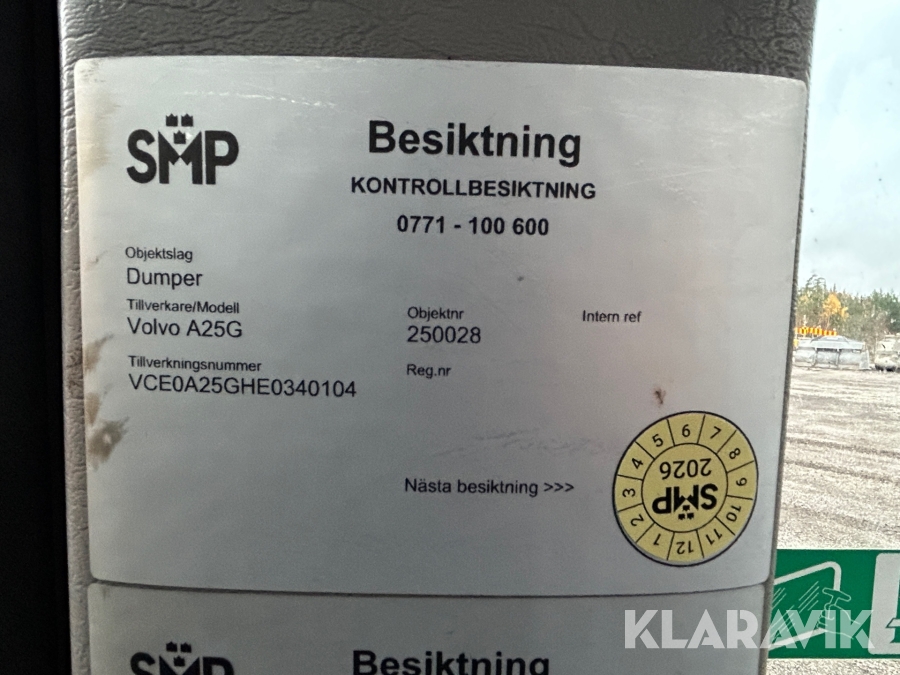 SMP
Besiktning
KONTROLLBESIKTNING
0771 - 100 600
Objektslag
Dumper
Tillverkare/Modell
Volvo A25G
Objektnr
250028
Intern ref
Tillverkningsnummer
VCE0A25GHE0340104
Reg.nr
Nästa besiktning >>>
1 2 3 4 5 6 7 8 9 10 11 12
SMP
2026
SMP
Besiktning
KLARAVIK